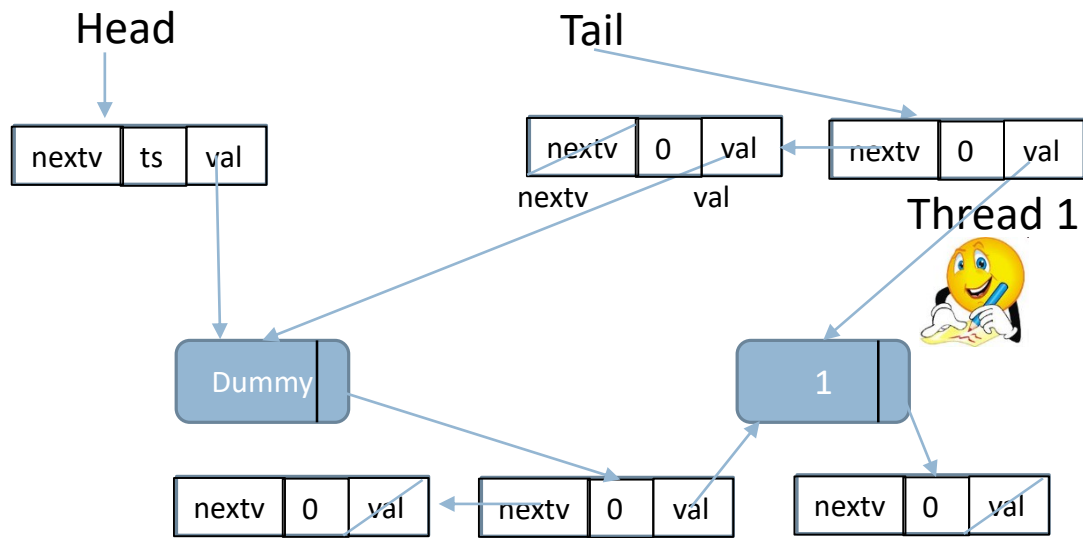 Head Tail
nextv ts val nextv 0 val nextv 0 val
nextv val
Thread 1
Dummy 1
nextv 0 val nextv 0 val nextv 0 val